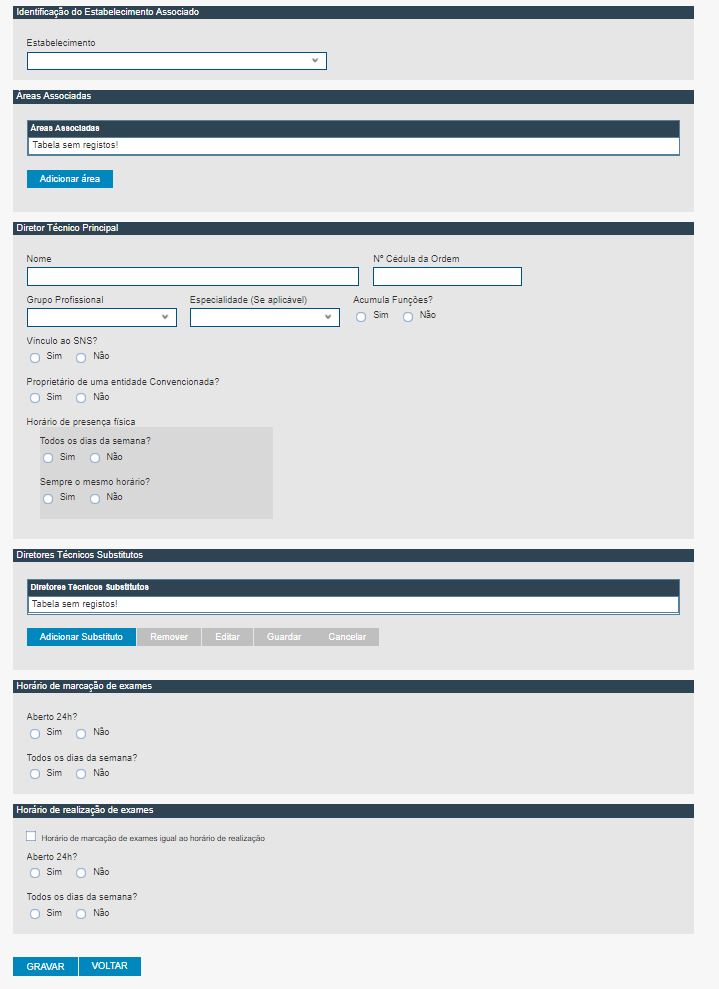 Identificação do Estabelecimento Associado
Estabelecimento
Áreas Associadas
Áreas Associadas
Tabela sem registos!
Adicionar área
Diretor Técnico Principal
Nome Nº Cédula da Ordem
Grupo Profissional Especialidade (Se aplicável) Acumula Funções?
Sim Não
Vínculo ao SNS?
Sim Não
Proprietário de uma entidade Convencionada?
Sim Não
Horário de presença física
Todos os dias da semana?
Sim Não
Sempre o mesmo horário?
Sim Não
Diretores Técnicos Substitutos
Diretores Técnicos Substitutos
Tabela sem registos!
Adicionar Substituto Remover Editar Guardar Cancelar
Horário de marcação de exames
Aberto 24h?
Sim Não
Todos os dias da semana?
Sim Não
Horário de realização de exames
Horário de marcação de exames igual ao horário de realização
Aberto 24h?
Sim Não
Todos os dias da semana?
Sim Não
GRAVAR VOLTAR